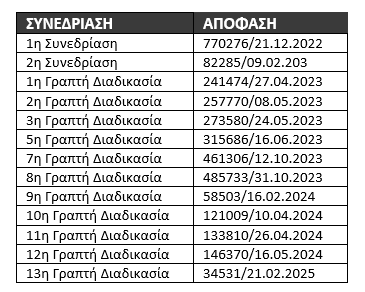 ΣΥΝΕΔΡΙΑΣΗ ΑΠΟΦΑΣΗ
1η Συνεδρίαση 770276/21.12.2022
2η Συνεδρίαση 82285/09.02.203
1η Γραπτή Διαδικασία 241474/27.04.2023
2η Γραπτή Διαδικασία 257770/08.05.2023
3η Γραπτή Διαδικασία 273580/24.05.2023
5η Γραπτή Διαδικασία 315686/16.06.2023
7η Γραπτή Διαδικασία 461306/12.10.2023
8η Γραπτή Διαδικασία 485733/31.10.2023
9η Γραπτή Διαδικασία 58503/16.02.2024
10η Γραπτή Διαδικασία 121009/10.04.2024
11η Γραπτή Διαδικασία 133810/26.04.2024
12η Γραπτή Διαδικασία 146370/16.05.2024
13η Γραπτή Διαδικασία 34531/21.02.2025